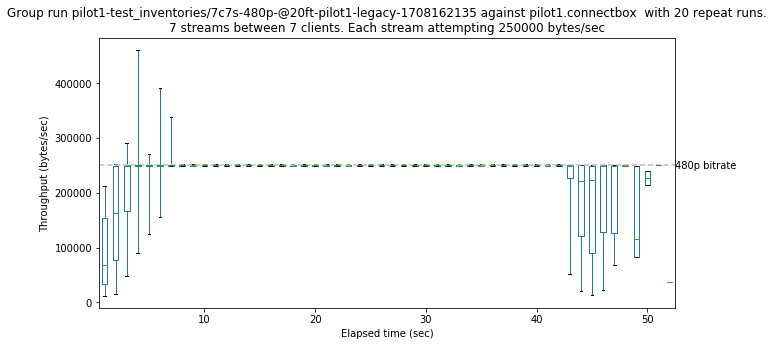 Group run pilot1-test_inventories/7c7s-480p-@20ft-pilot1-legacy-1708162135 against pilot1.connectbox  with 20 repeat runs.
7 streams between 7 clients. Each stream attempting 250000 bytes/sec
Throughput (bytes/sec)
400000
300000
200000
100000
0
480p bitrate
10 20 30 40 50
Elapsed time (sec)